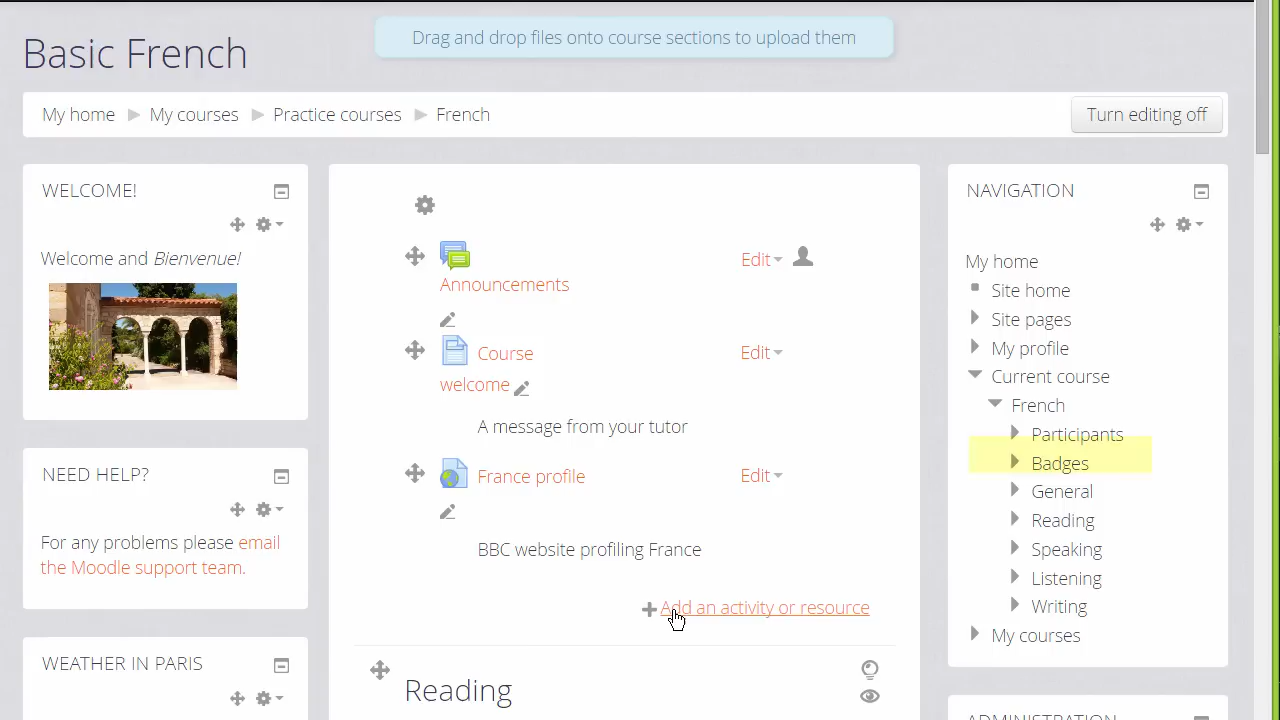 Drag and drop files onto course sections to upload them
Basic French
My home
My courses
Practice courses
French
Turn editing off
WELCOME!
Welcome and Bienvenue!
NEED HELP?
For any problems please email
the Moodle support team.
WEATHER IN PARIS
Announcements
Edit
Course
welcome
Edit
A message from your tutor
France profile
Edit
BBC website profiling France
Add an activity or resource
Reading
NAVIGATION
My home
Site home
Site pages
My profile
Current course
French
Participants
Badges
General
Reading
Speaking
Listening
Writing
My courses
ADMINISTRATION